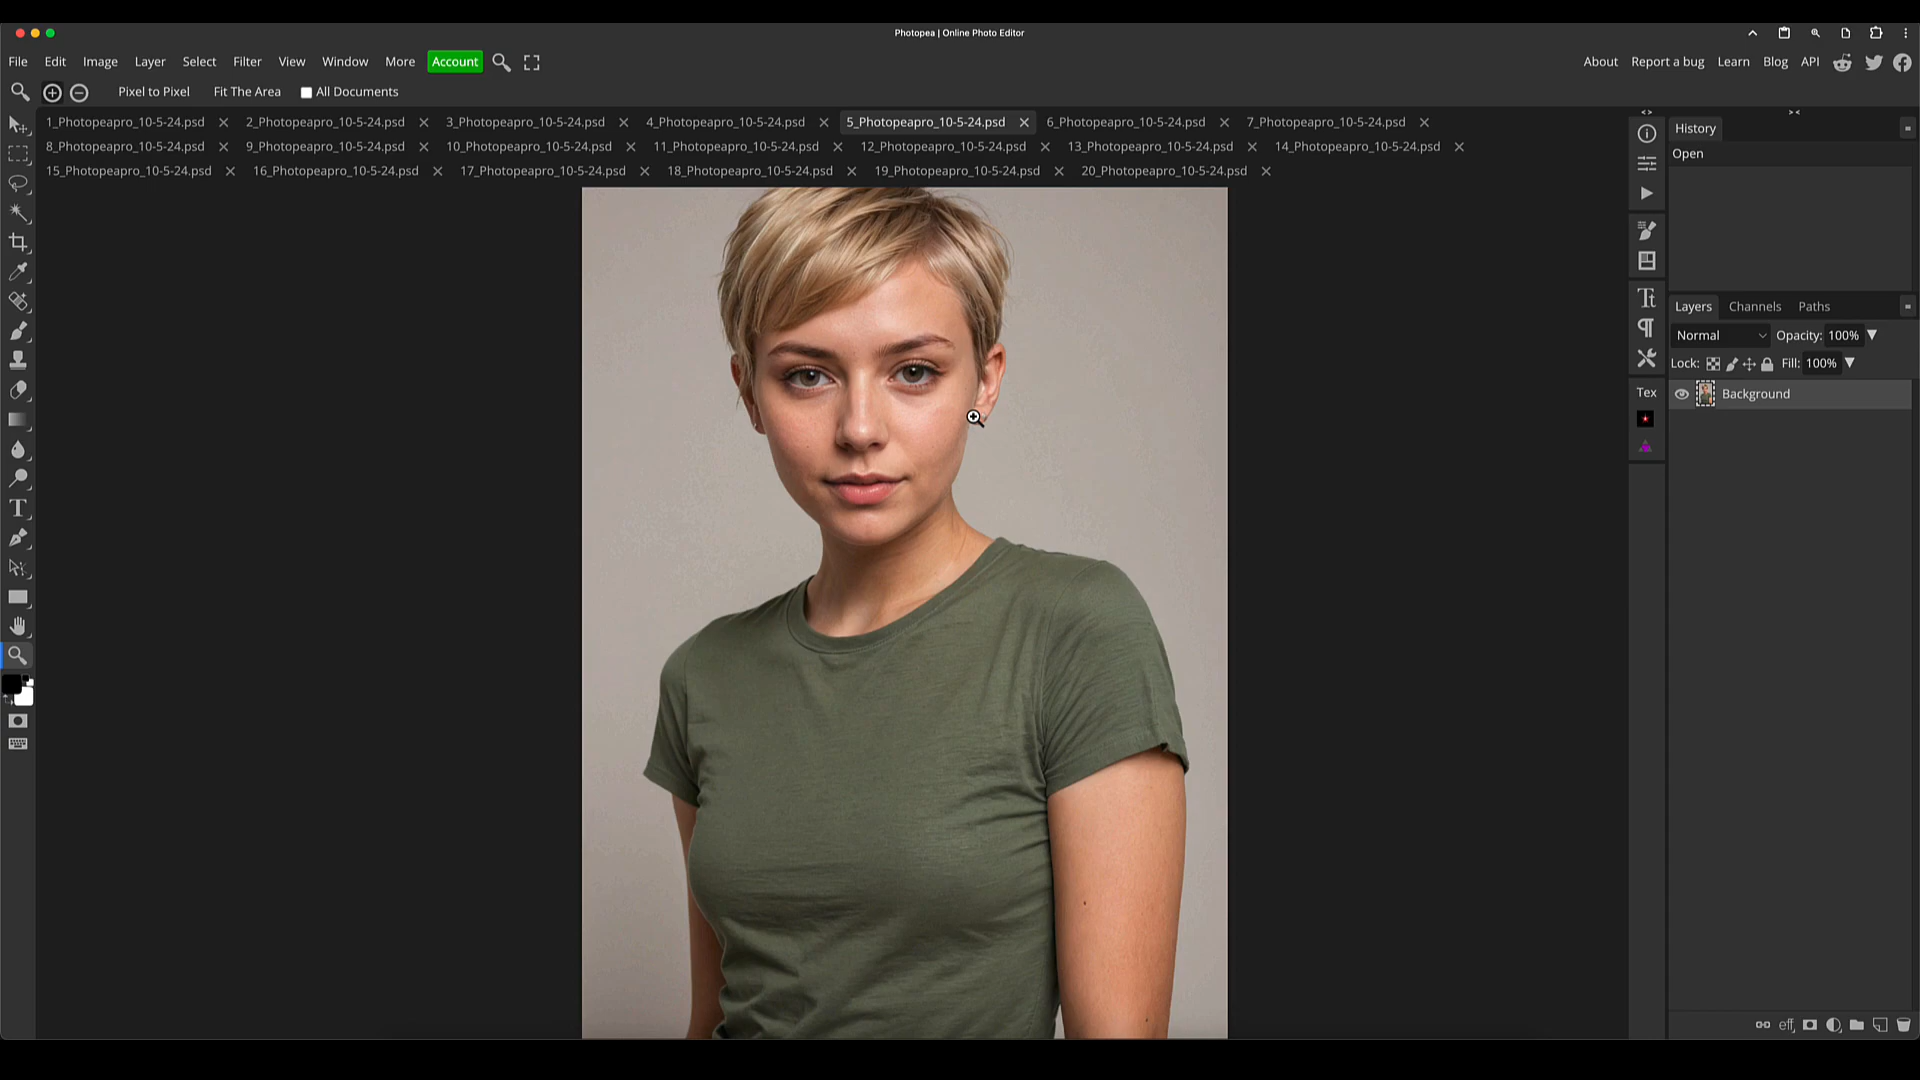 Photopea | Online Photo Editor
File Edit Image Layer Select Filter View Window More Account About Report a bug Learn Blog API
Pixel to Pixel Fit The Area All Documents
1_Photopeapro_10-5-24.psd 2_Photopeapro_10-5-24.psd 3_Photopeapro_10-5-24.psd 4_Photopeapro_10-5-24.psd 5_Photopeapro_10-5-24.psd 6_Photopeapro_10-5-24.psd 7_Photopeapro_10-5-24.psd
8_Photopeapro_10-5-24.psd 9_Photopeapro_10-5-24.psd 10_Photopeapro_10-5-24.psd 11_Photopeapro_10-5-24.psd 12_Photopeapro_10-5-24.psd 13_Photopeapro_10-5-24.psd 14_Photopeapro_10-5-24.psd
15_Photopeapro_10-5-24.psd 16_Photopeapro_10-5-24.psd 17_Photopeapro_10-5-24.psd 18_Photopeapro_10-5-24.psd 19_Photopeapro_10-5-24.psd 20_Photopeapro_10-5-24.psd
History
Open
Layers Channels Paths
Normal Opacity: 100%
Lock: Fill: 100%
Tex
Background
eff